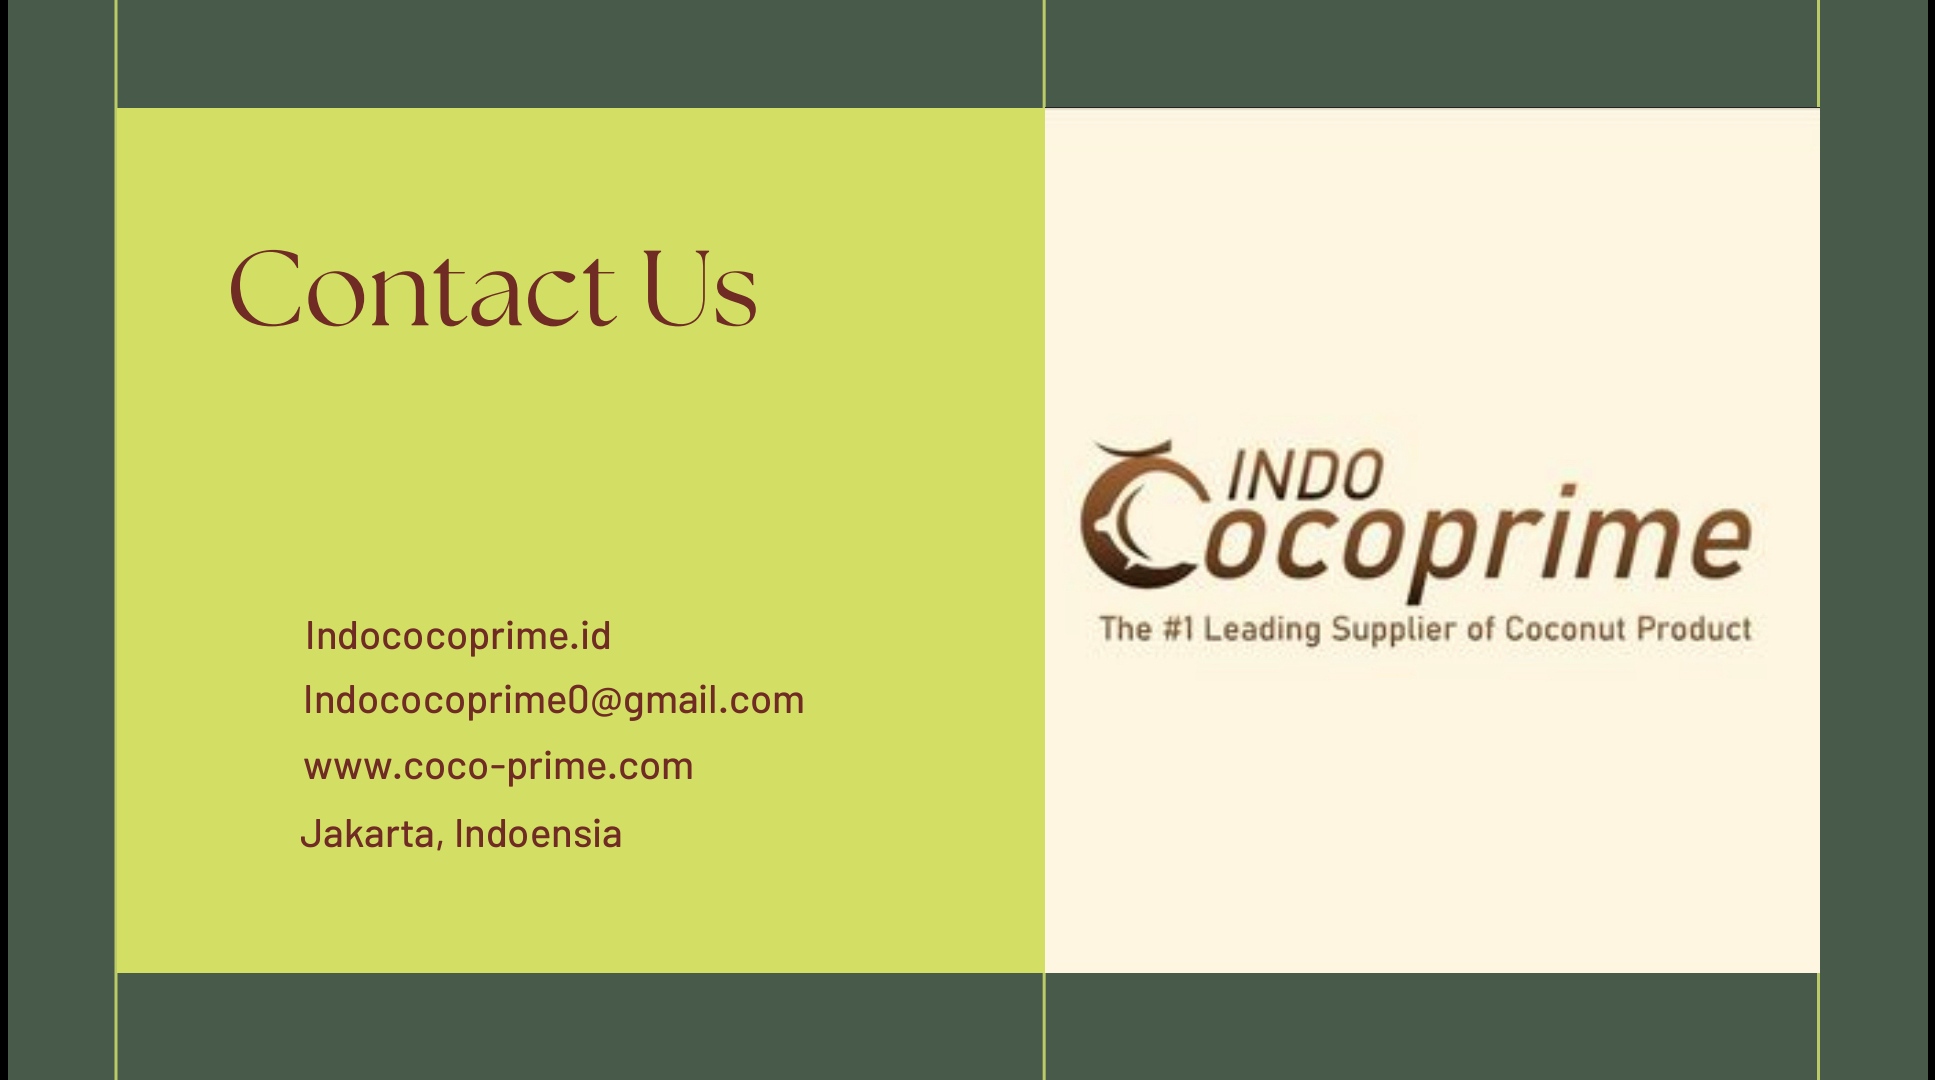 Contact Us
Indococoprime.id
Indococoprime0@gmail.com
www.coco-prime.com
Jakarta, Indoensia
INDO
Cocoprime
The #1 Leading Supplier of Coconut Product